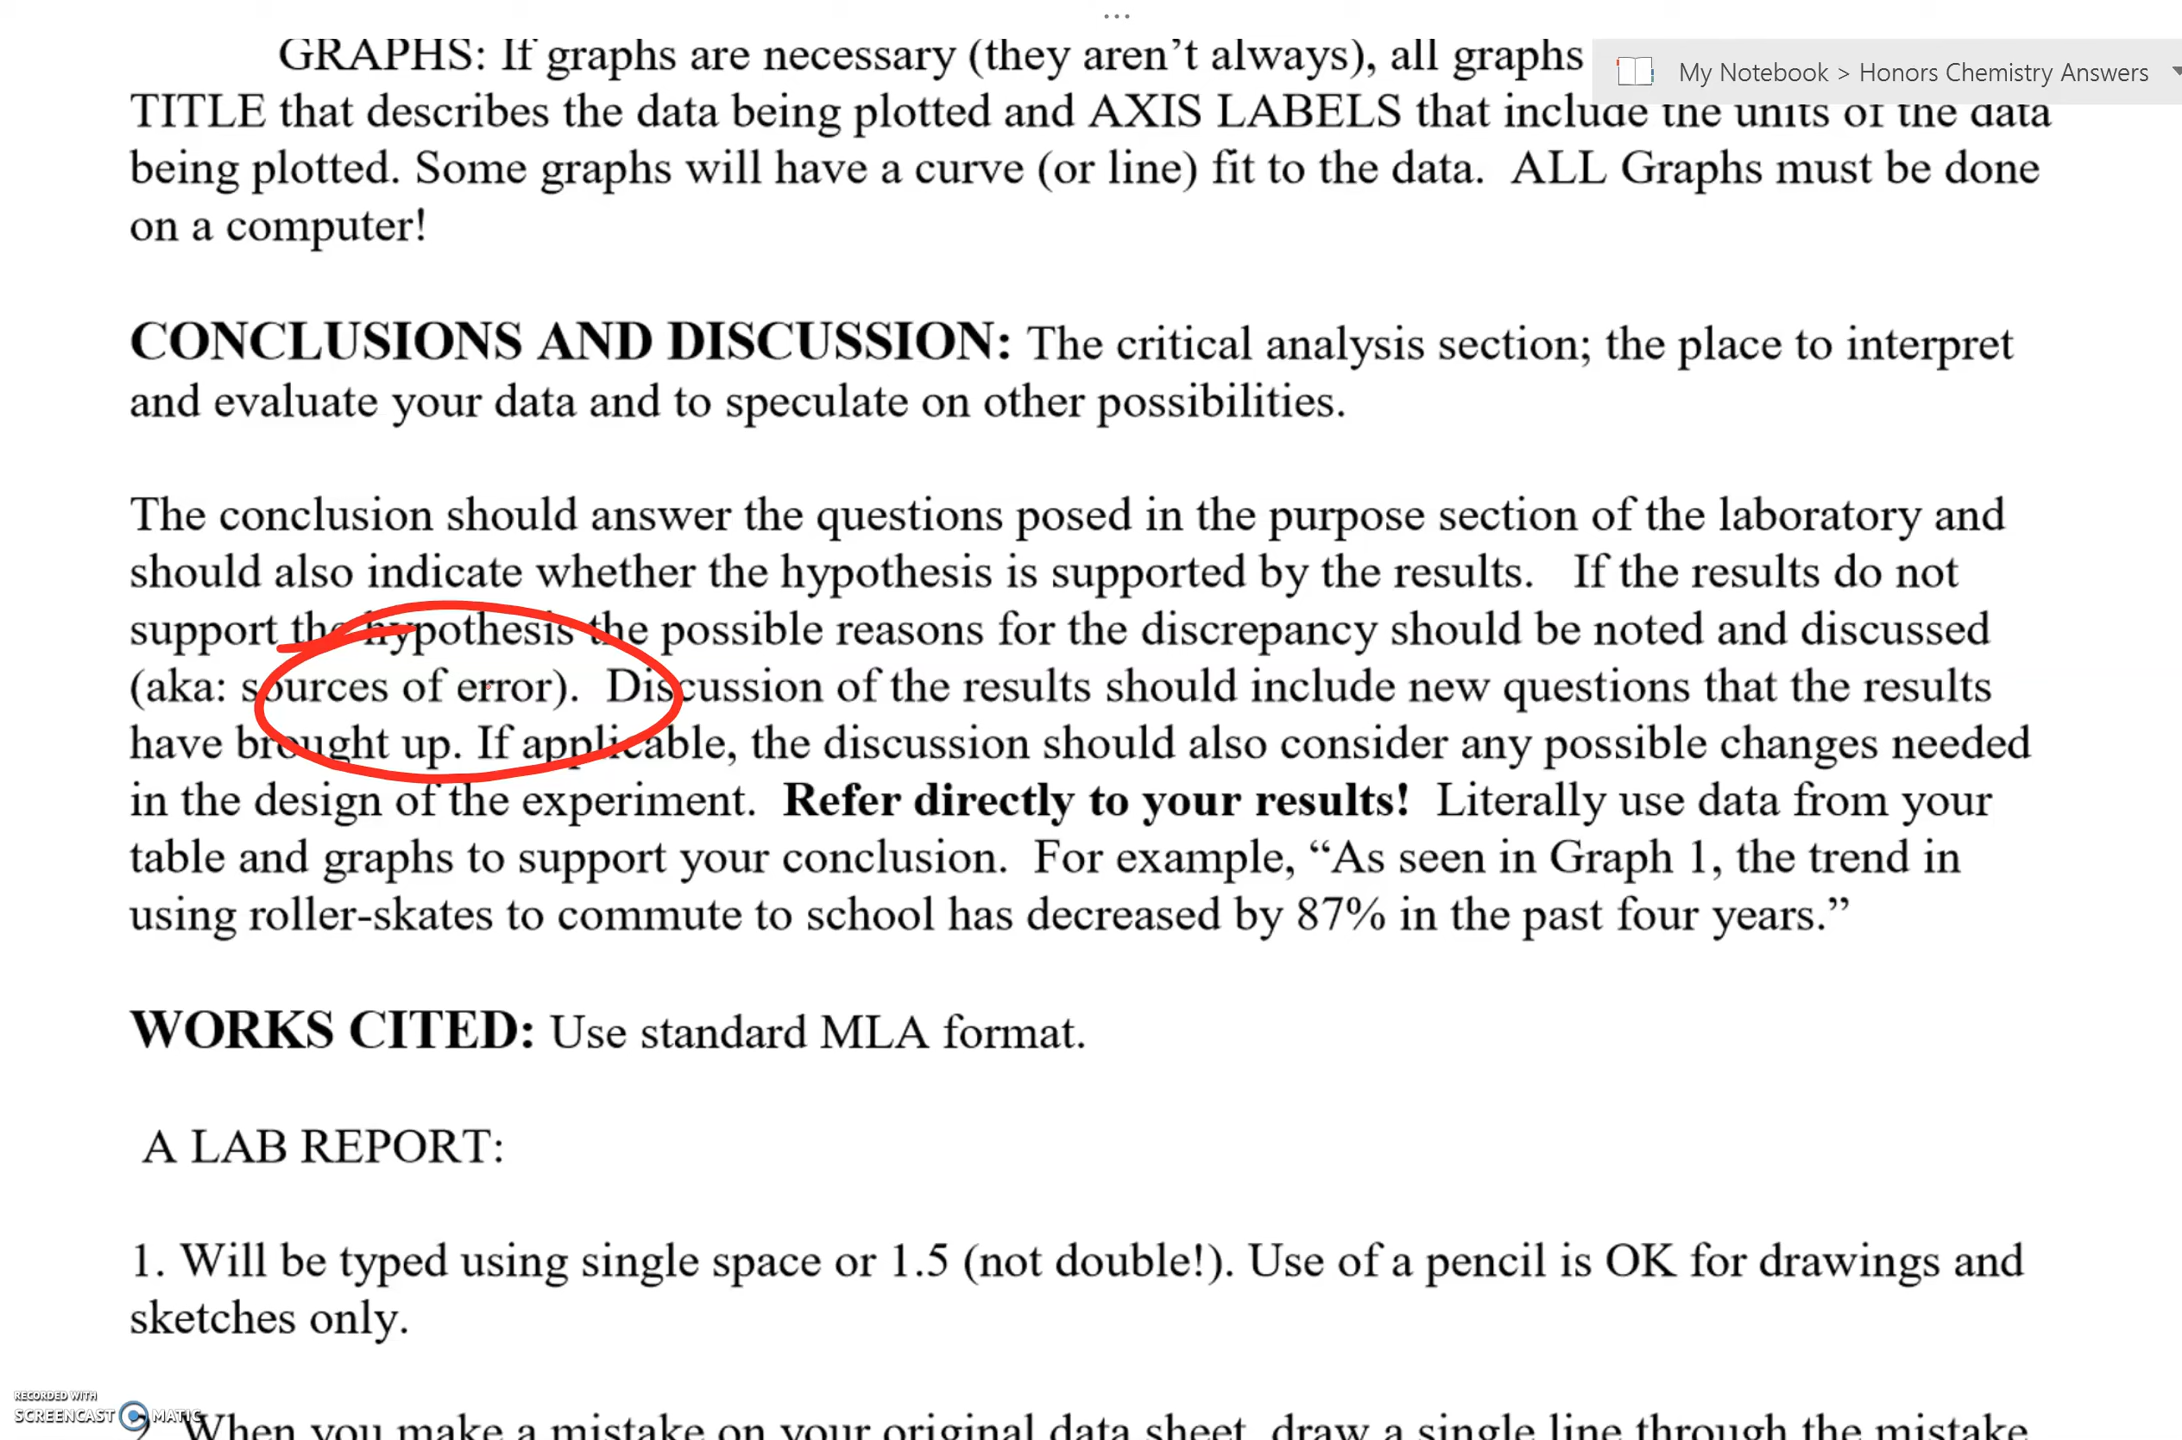 GRAPHS: If graphs are necessary (they aren’t always), all graphs
My Notebook > Honors Chemistry Answers
TITLE that describes the data being plotted and AXIS LABELS that include the units of the data
being plotted. Some graphs will have a curve (or line) fit to the data.  ALL Graphs must be done
on a computer!
CONCLUSIONS AND DISCUSSION: The critical analysis section; the place to interpret
and evaluate your data and to speculate on other possibilities.
The conclusion should answer the questions posed in the purpose section of the laboratory and
should also indicate whether the hypothesis is supported by the results.   If the results do not
support the hypothesis the possible reasons for the discrepancy should be noted and discussed
(aka: sources of error).  Discussion of the results should include new questions that the results
have brought up. If applicable, the discussion should also consider any possible changes needed
in the design of the experiment.  Refer directly to your results!  Literally use data from your
table and graphs to support your conclusion.  For example, “As seen in Graph 1, the trend in
using roller-skates to commute to school has decreased by 87% in the past four years.”
WORKS CITED: Use standard MLA format.
A LAB REPORT:
1. Will be typed using single space or 1.5 (not double!). Use of a pencil is OK for drawings and
sketches only.
RECORDED WITH
SCREENCAST MATIC
2. When you make a mistake on your original data sheet, draw a single line through the mistake